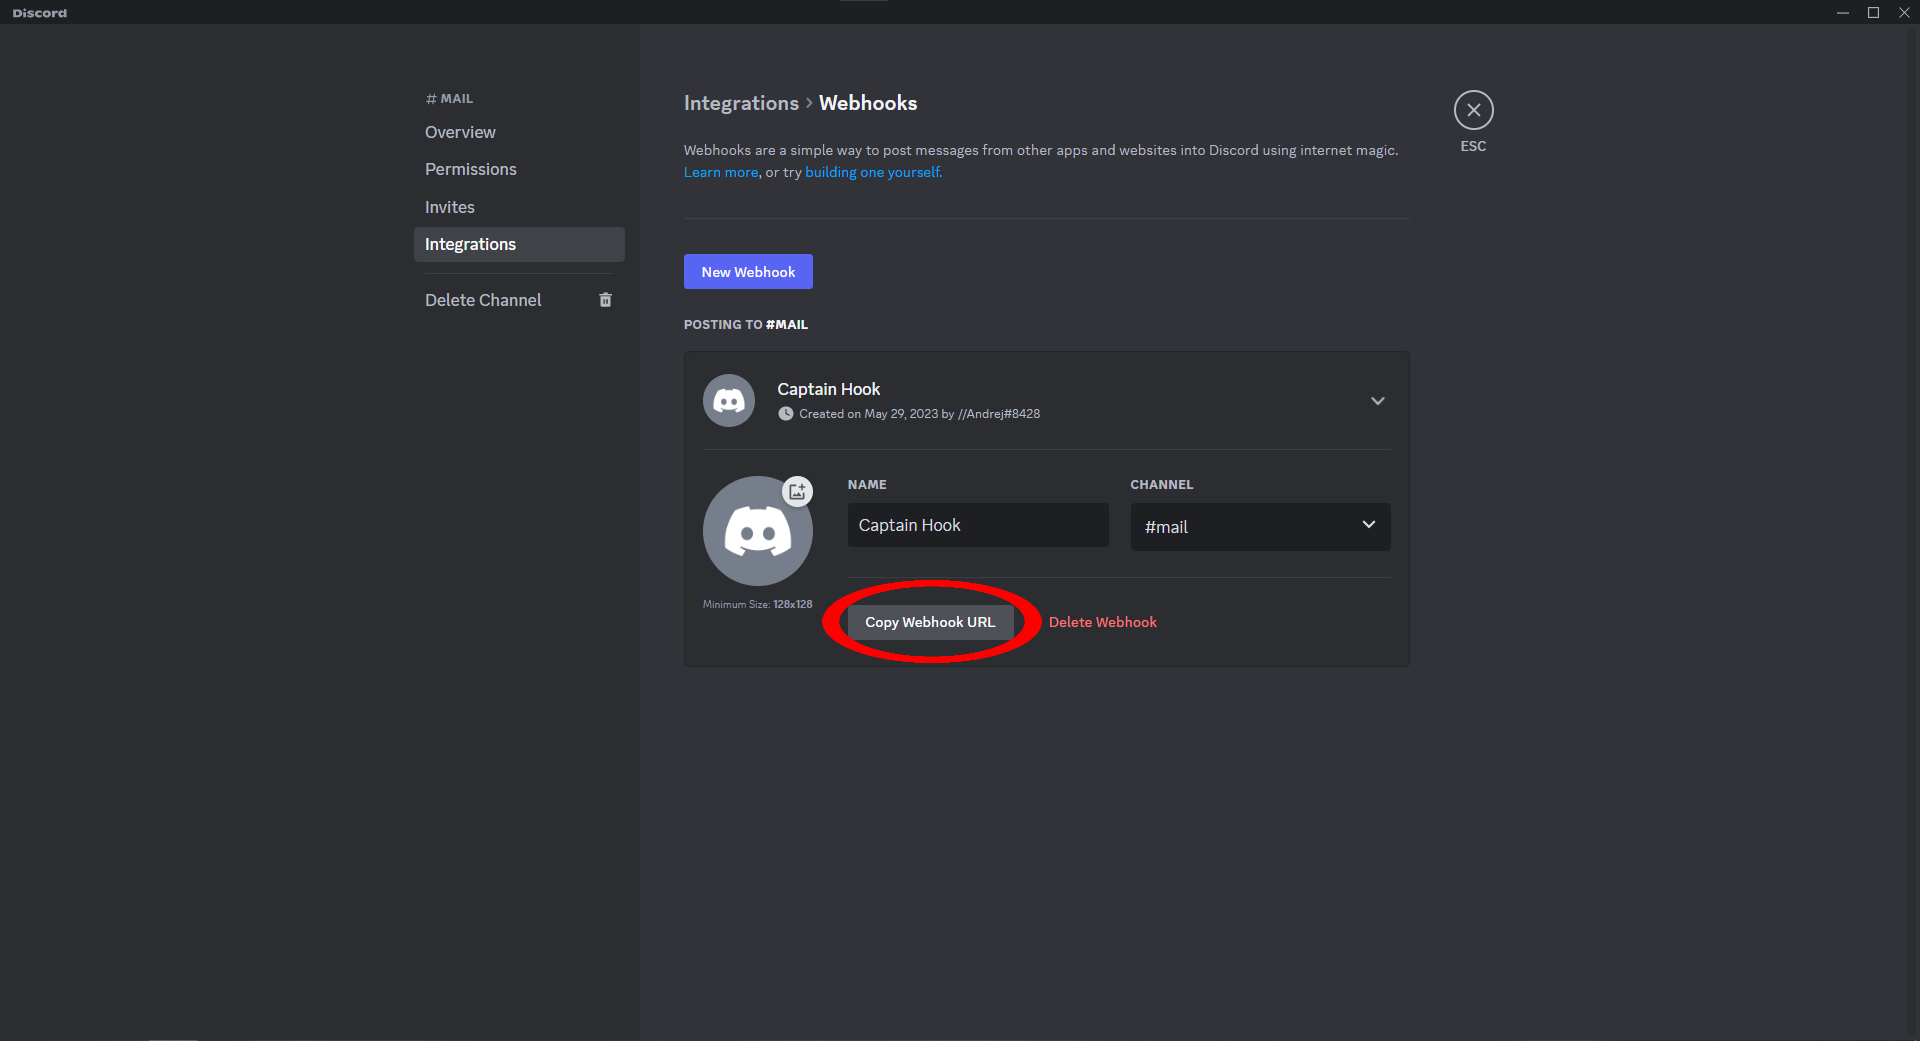 Discord
# MAIL
Overview
Permissions
Invites
Integrations
Delete Channel
Integrations > Webhooks
Webhooks are a simple way to post messages from other apps and websites into Discord using internet magic.
Learn more, or try building one yourself.
ESC
New Webhook
POSTING TO #MAIL
Captain Hook
Created on May 29, 2023 by //Andrej#8428
NAME
CHANNEL
Captain Hook
#mail
Minimum Size: 128x128
Copy Webhook URL
Delete Webhook